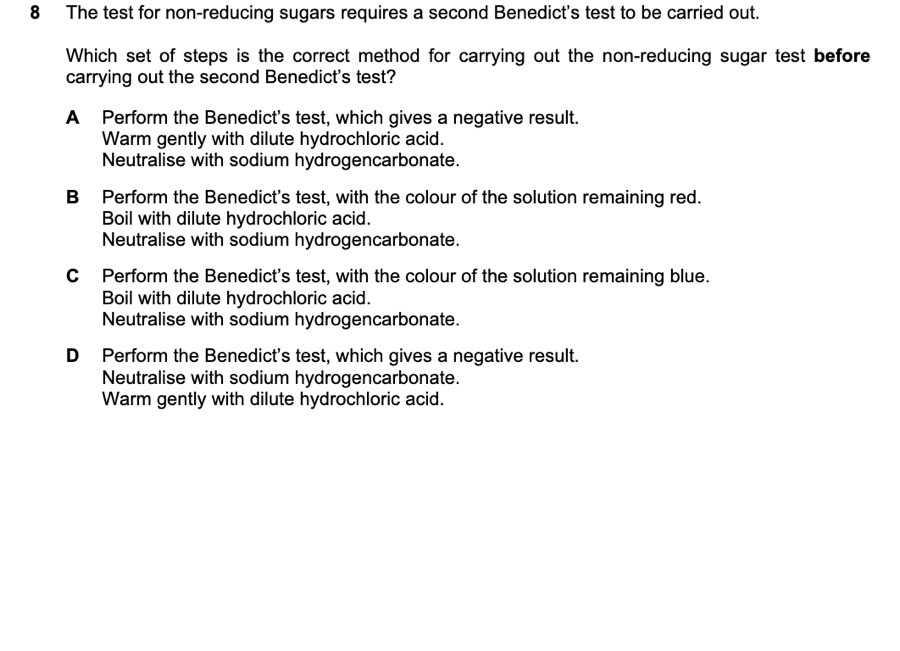 8 The test for non-reducing sugars requires a second Benedict's test to be carried out.
Which set of steps is the correct method for carrying out the non-reducing sugar test before
carrying out the second Benedict's test?
A Perform the Benedict's test, which gives a negative result.
Warm gently with dilute hydrochloric acid.
Neutralise with sodium hydrogencarbonate.
B Perform the Benedict's test, with the colour of the solution remaining red.
Boil with dilute hydrochloric acid.
Neutralise with sodium hydrogencarbonate.
C Perform the Benedict's test, with the colour of the solution remaining blue.
Boil with dilute hydrochloric acid.
Neutralise with sodium hydrogencarbonate.
D Perform the Benedict's test, which gives a negative result.
Neutralise with sodium hydrogencarbonate.
Warm gently with dilute hydrochloric acid.